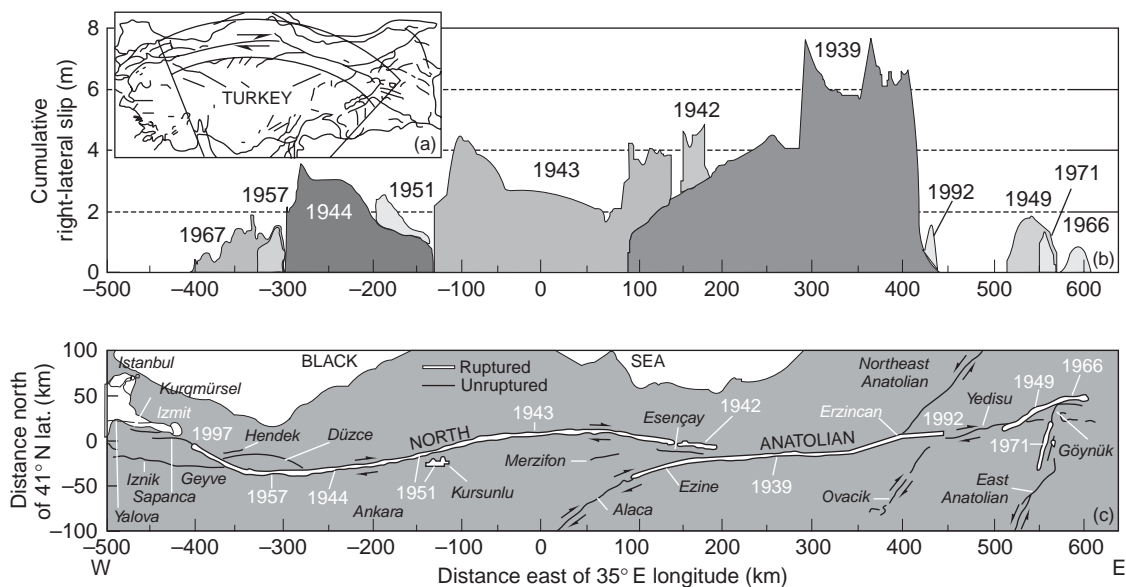 8
6
4
2
0
Cumulative
right-lateral slip (m)
TURKEY
(a)
1967
1957
1944
1951
1943
1942
1939
1992
1949
1971
1966
(b)
–500 –400 –300 –200 –100 0 100 200 300 400 500 600
100
50
0
–50
–100
Distance north
of 41° N lat. (km)
Istanbul
Kurgmürsel
Izmit
1997
Iznik
Sapanca
Yalova
Geyve
Hendek
Düzce
BLACK
SEA
Ruptured
Unruptured
1957
1944
Ankara
NORTH
1951
Kursunlu
1943
Merzifon
Esençay
1942
Alaca
Ezine
ANATOLIAN
1939
Erzincan
Ovacik
Northeast
Anatolian
1992
Yedisu
1949
1966
1971
Göynük
East
Anatolian
(c)
–500 –400 –300 –200 –100 0 100 200 300 400 500 600
W
Distance east of 35° E longitude (km)
E